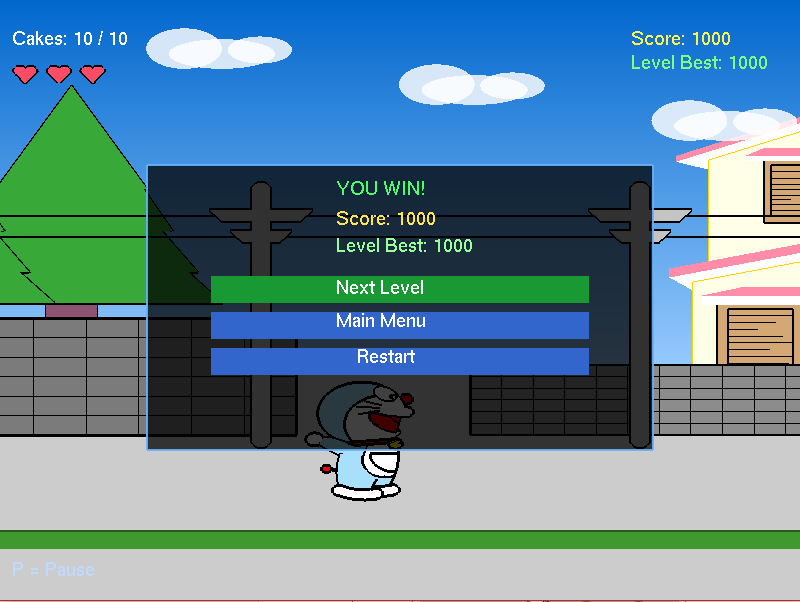 Cakes: 10 / 10
Score: 1000
Level Best: 1000
YOU WIN!
Score: 1000
Level Best: 1000
Next Level
Main Menu
Restart
P = Pause